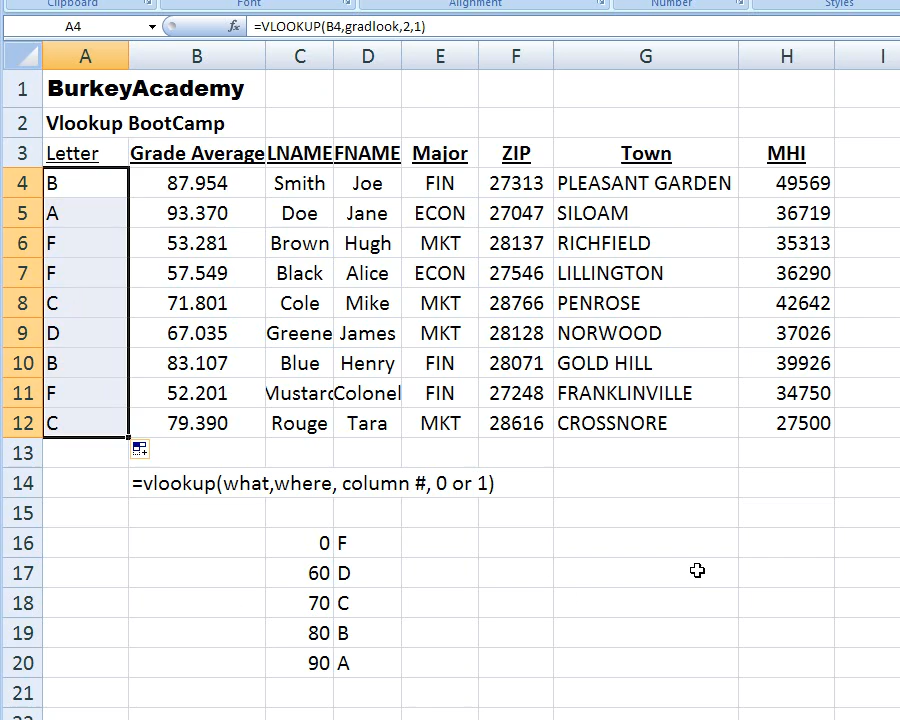 Clipboard Font Alignment Number Styles
A4 fx =VLOOKUP(B4,gradlook,2,1)
A B C D E F G H I
1 BurkeyAcademy
2 Vlookup BootCamp
3 Letter Grade Average LNAME FNAME Major ZIP Town MHI
4 B 87.954 Smith Joe FIN 27313 PLEASANT GARDEN 49569
5 A 93.370 Doe Jane ECON 27047 SILOAM 36719
6 F 53.281 Brown Hugh MKT 28137 RICHFIELD 35313
7 F 57.549 Black Alice ECON 27546 LILLINGTON 36290
8 C 71.801 Cole Mike MKT 28766 PENROSE 42642
9 D 67.035 Greene James MKT 28128 NORWOOD 37026
10 B 83.107 Blue Henry FIN 28071 GOLD HILL 39926
11 F 52.201 Mustard Colonel FIN 27248 FRANKLINVILLE 34750
12 C 79.390 Rouge Tara MKT 28616 CROSSNORE 27500
13
14 =vlookup(what,where, column #, 0 or 1)
15
16 0 F
17 60 D
18 70 C
19 80 B
20 90 A
21
22